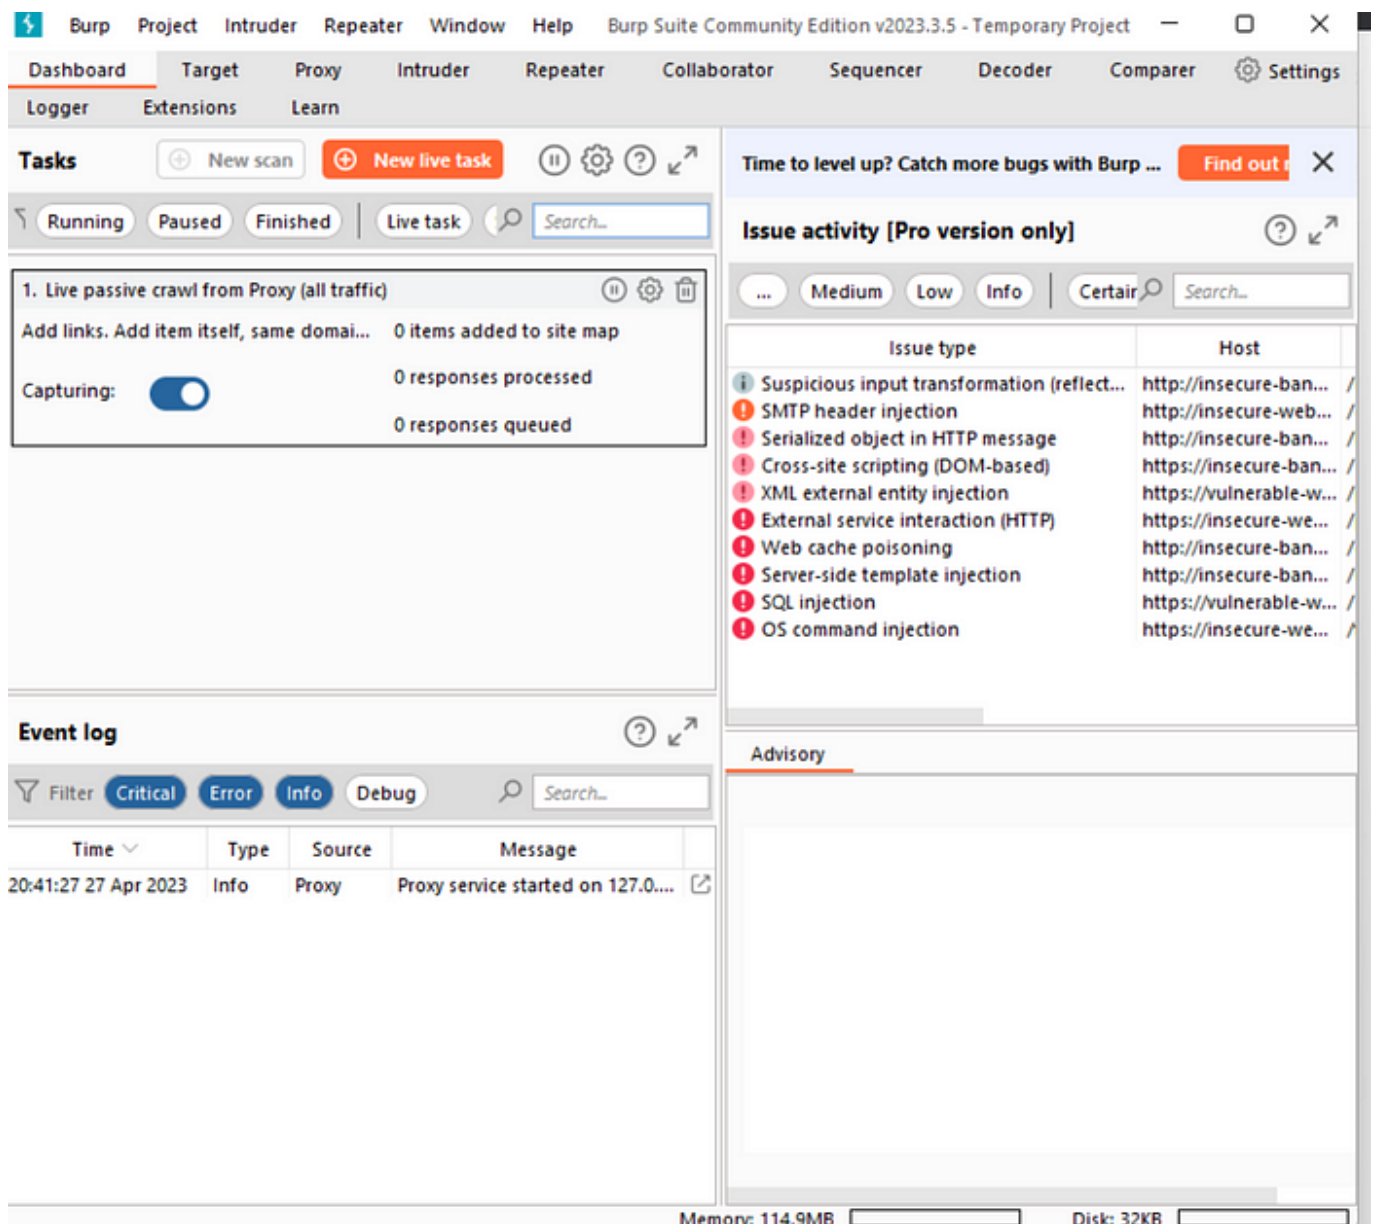 Burp Project Intruder Repeater Window Help Burp Suite Community Edition v2023.3.5 - Temporary Project
Dashboard Target Proxy Intruder Repeater Collaborator Sequencer Decoder Comparer Settings
Logger Extensions Learn
Tasks New scan New live task
Running Paused Finished Live task Search...
1. Live passive crawl from Proxy (all traffic)
Add links. Add item itself, same domai... 0 items added to site map
0 responses processed
Capturing:
0 responses queued
Event log
Filter Critical Error Info Debug Search...
Time Type Source Message
20:41:27 27 Apr 2023 Info Proxy Proxy service started on 127.0....
Time to level up? Catch more bugs with Burp ... Find out
Issue activity [Pro version only]
... Medium Low Info Certain Search...
Issue type Host
Suspicious input transformation (reflect... http://insecure-ban... /
SMTP header injection http://insecure-web... /
Serialized object in HTTP message http://insecure-ban... /
Cross-site scripting (DOM-based) https://insecure-ban... /
XML external entity injection https://vulnerable-w... /
External service interaction (HTTP) https://insecure-we... /
Web cache poisoning http://insecure-ban... /
Server-side template injection http://insecure-ban... /
SQL injection https://vulnerable-w... /
OS command injection https://insecure-we... /
Advisory
Memory: 114.9MB Disk: 32KB